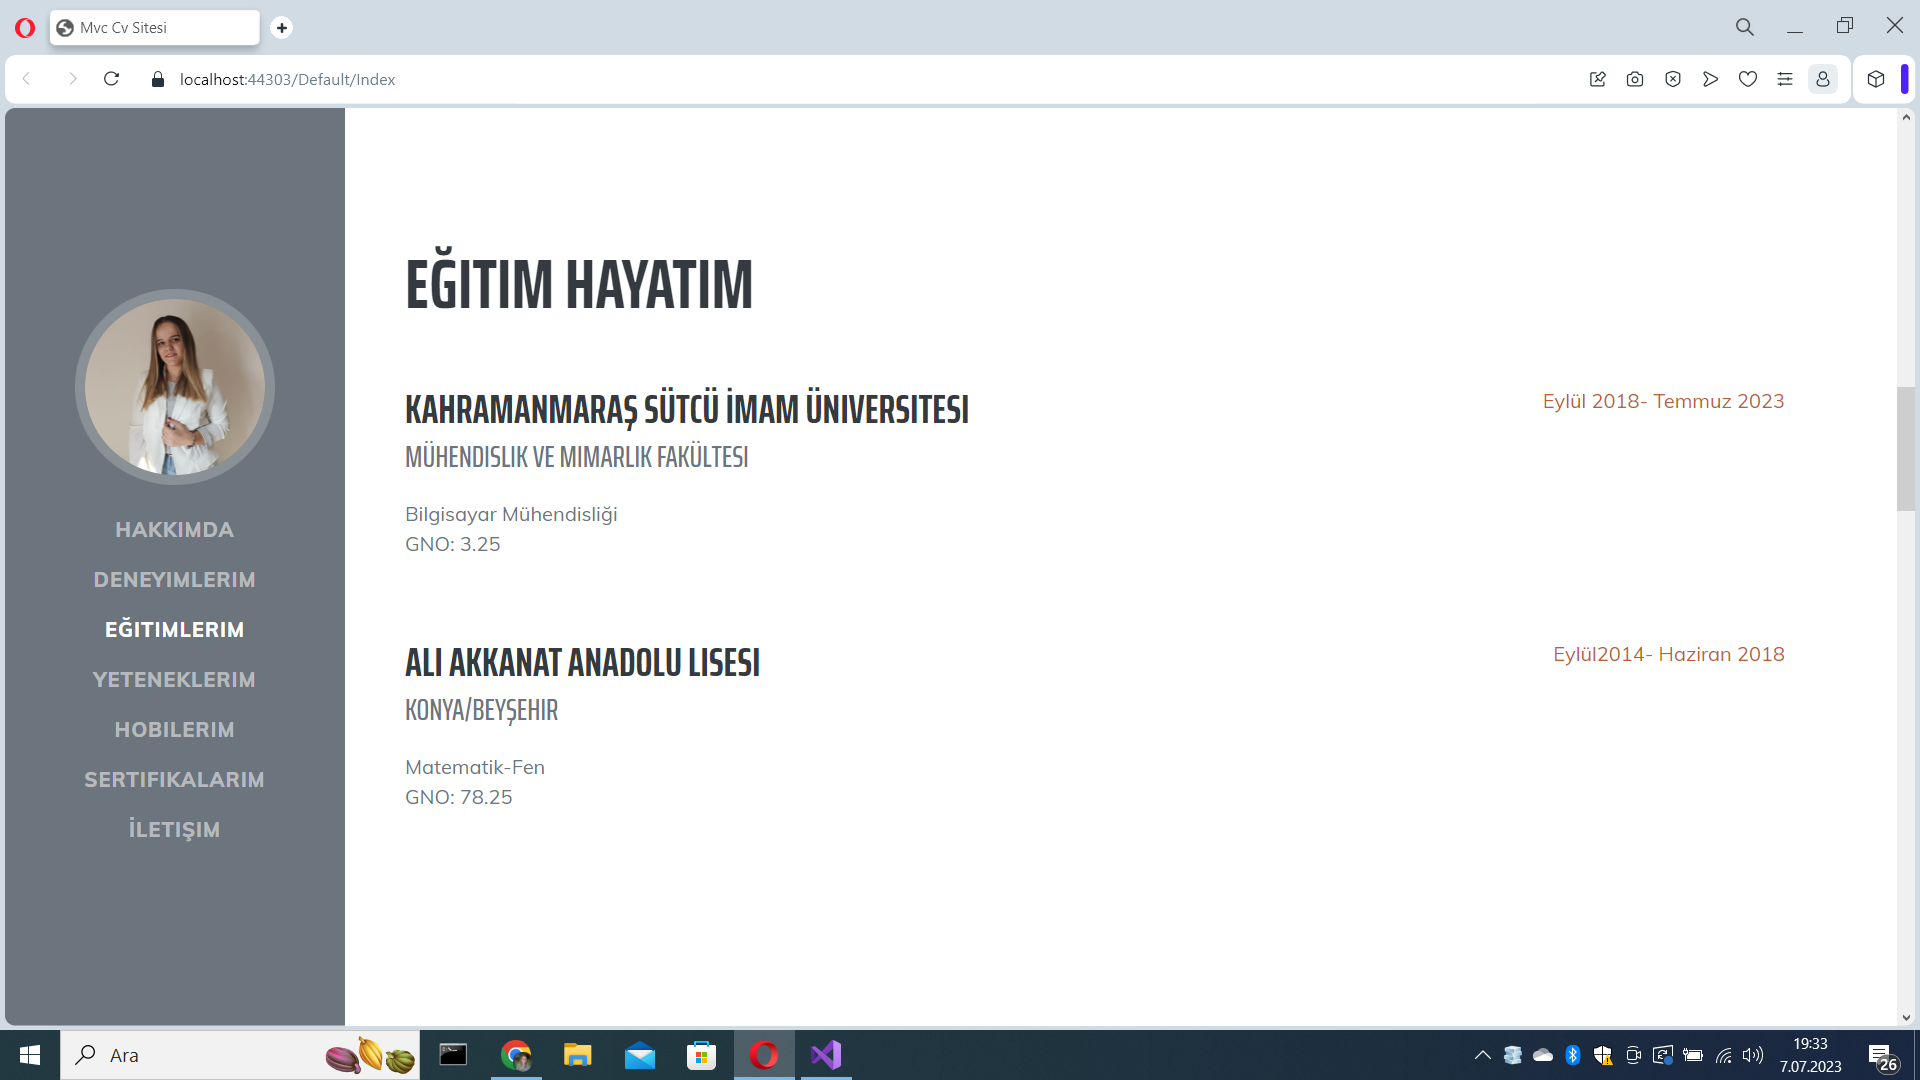 Mvc Cv Sitesi
localhost:44303/Default/Index
HAKKIMDA
DENEYIMLERIM
EĞITIMLERIM
YETENEKLERIM
HOBILERIM
SERTIFIKALARIM
İLETIŞIM
EĞITIM HAYATIM
KAHRAMANMARAŞ SÜTCÜ İMAM ÜNIVERSITESI
Eylül 2018- Temmuz 2023
MÜHENDISLIK VE MIMARLIK FAKÜLTESI
Bilgisayar Mühendisliği
GNO: 3.25
ALI AKKANAT ANADOLU LISESI
Eylül2014- Haziran 2018
KONYA/BEYŞEHIR
Matematik-Fen
GNO: 78.25
Ara
19:33
7.07.2023
26